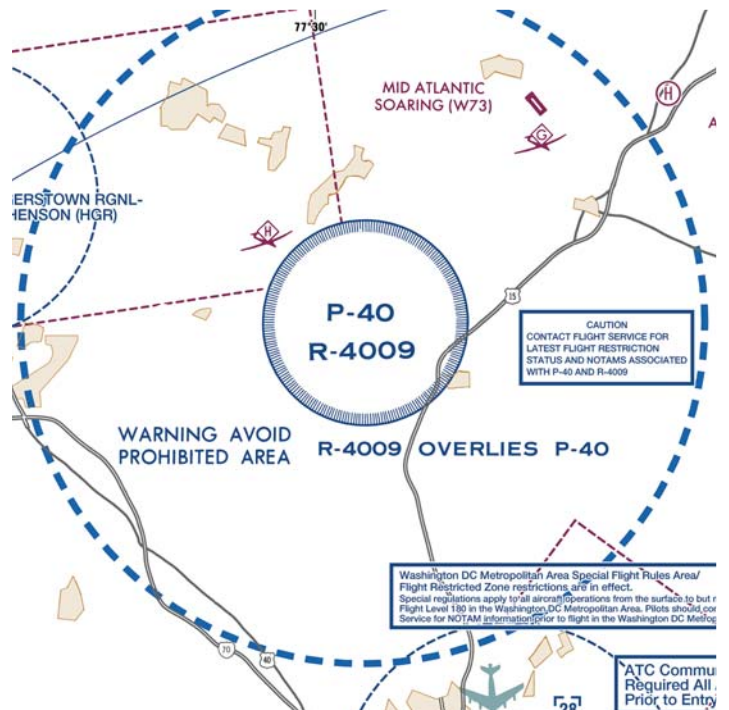 77°30'
MID ATLANTIC
SOARING (W73)
H
G
A
ERSTOWN RGNL-
HENSON (HGR)
H
P-40
R-4009
15
CAUTION
CONTACT FLIGHT SERVICE FOR
LATEST FLIGHT RESTRICTION
STATUS AND NOTAMS ASSOCIATED
WITH P-40 AND R-4009
WARNING AVOID
PROHIBITED AREA
R-4009 OVERLIES P-40
Washington DC Metropolitan Area Special Flight Rules Area/
Flight Restricted Zone restrictions are in effect.
Special regulations apply to all aircraft operations from the surface to but n
Flight Level 180 in the Washington DC Metropolitan Area. Pilots should con
Service for NOTAM information prior to flight in the Washington DC Metrop
70
40
28
ATC Commu
Required All
Prior to Entry